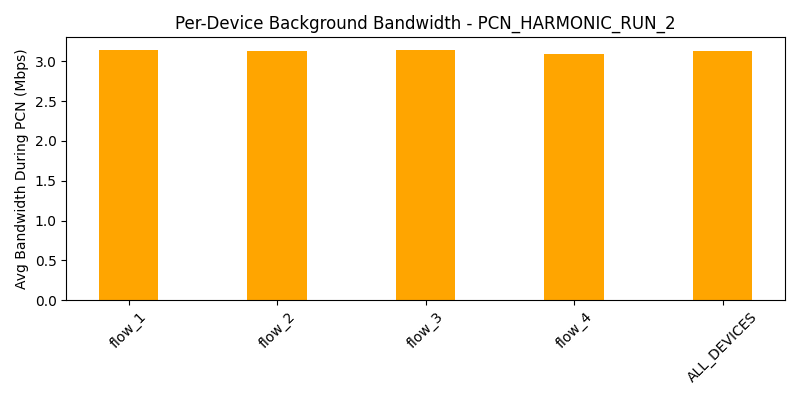 Per-Device Background Bandwidth - PCN_HARMONIC_RUN_2
Avg Bandwidth During PCN (Mbps)
3.0
2.5
2.0
1.5
1.0
0.5
0.0
flow_1
flow_2
flow_3
flow_4
ALL_DEVICES